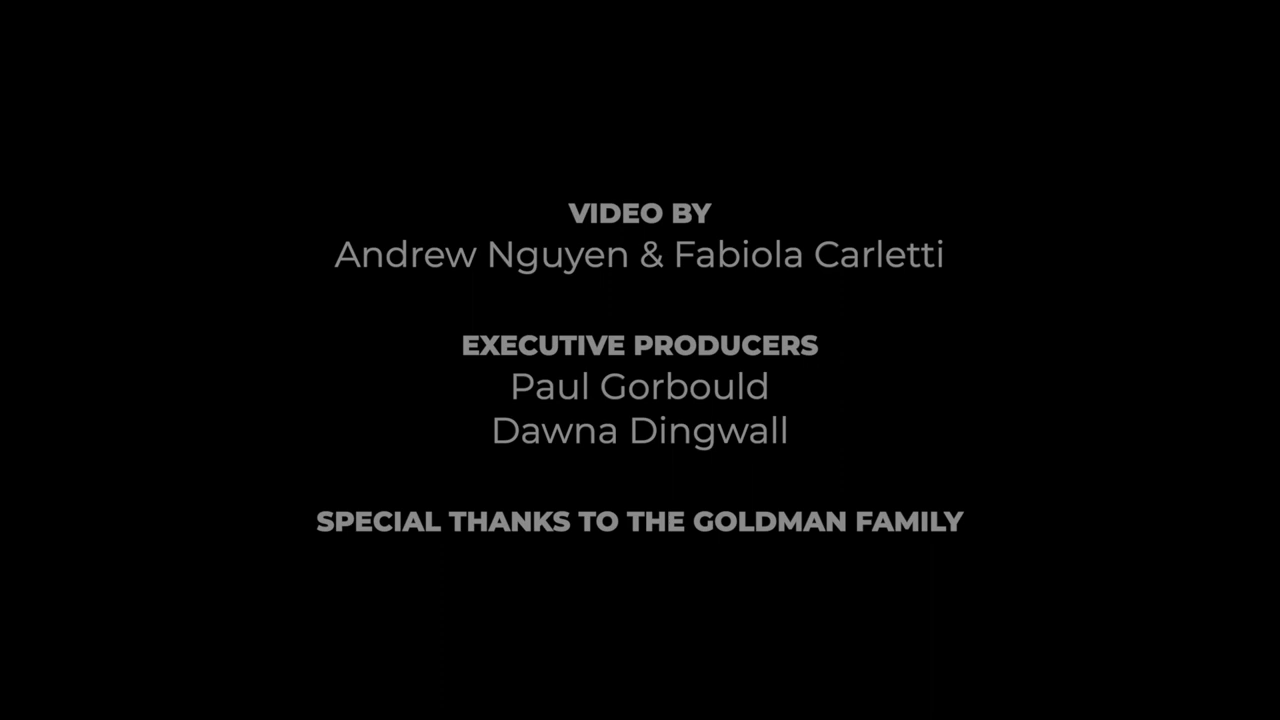 VIDEO BY
Andrew Nguyen & Fabiola Carletti
EXECUTIVE PRODUCERS
Paul Gorbould
Dawna Dingwall
SPECIAL THANKS TO THE GOLDMAN FAMILY